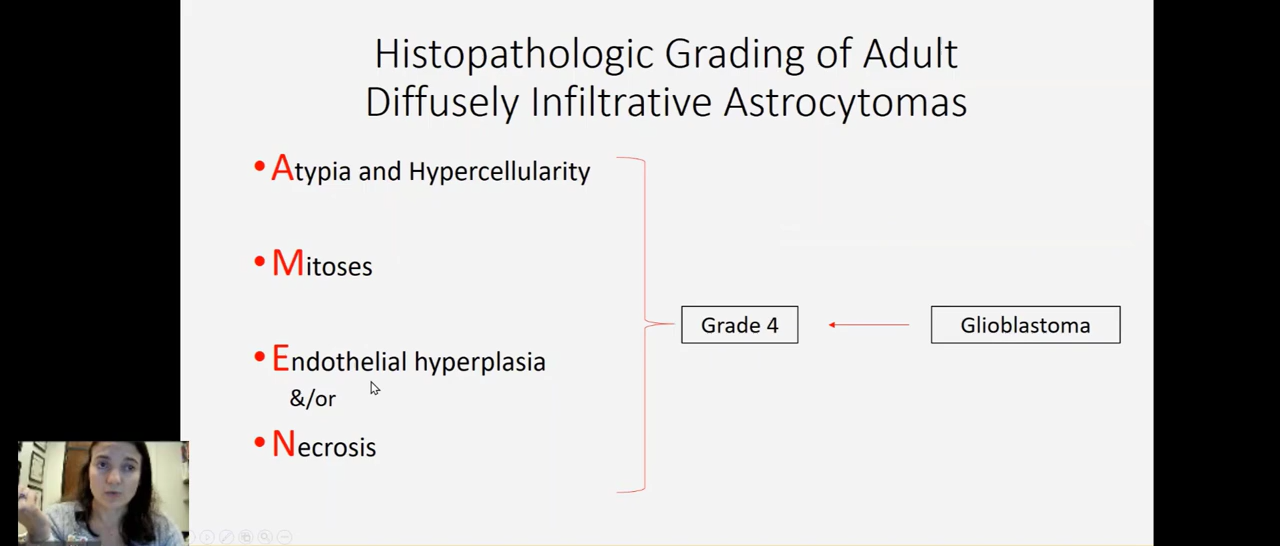 Histopathologic Grading of Adult
Diffusely Infiltrative Astrocytomas
• Atypia and Hypercellularity
• Mitoses
• Endothelial hyperplasia
&/or
• Necrosis
Grade 4
Glioblastoma